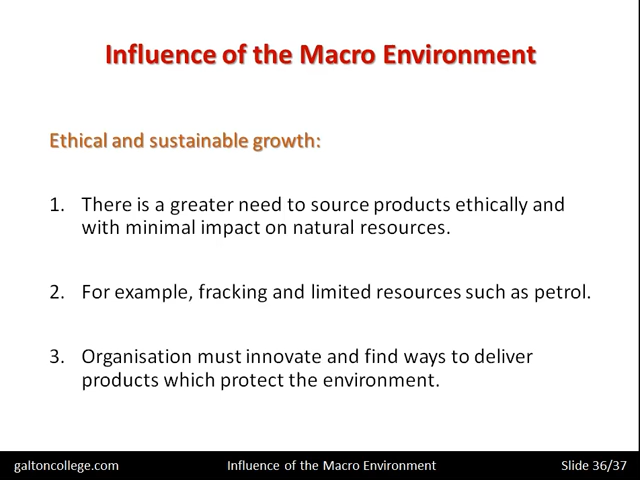 Influence of the Macro Environment
Ethical and sustainable growth:
1. There is a greater need to source products ethically and
with minimal impact on natural resources.
2. For example, fracking and limited resources such as petrol.
3. Organisation must innovate and find ways to deliver
products which protect the environment.
galtoncollege.com Influence of the Macro Environment Slide 36/37